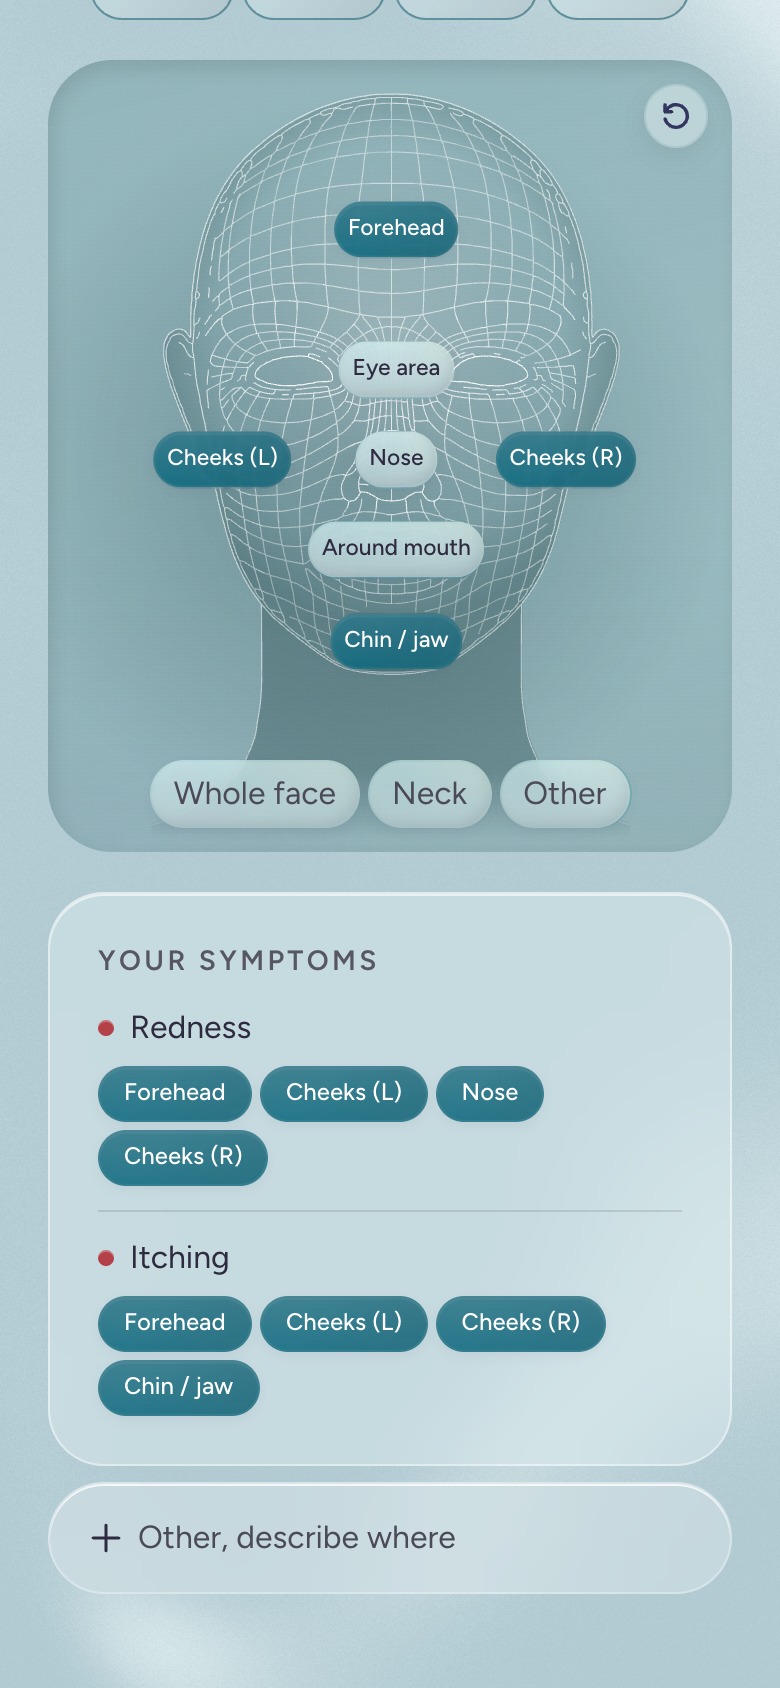 Forehead
Eye area
Cheeks (L) Nose Cheeks (R)
Around mouth
Chin / jaw
Whole face Neck Other
YOUR SYMPTOMS
Redness
Forehead Cheeks (L) Nose
Cheeks (R)
Itching
Forehead Cheeks (L) Cheeks (R)
Chin / jaw
Other, describe where